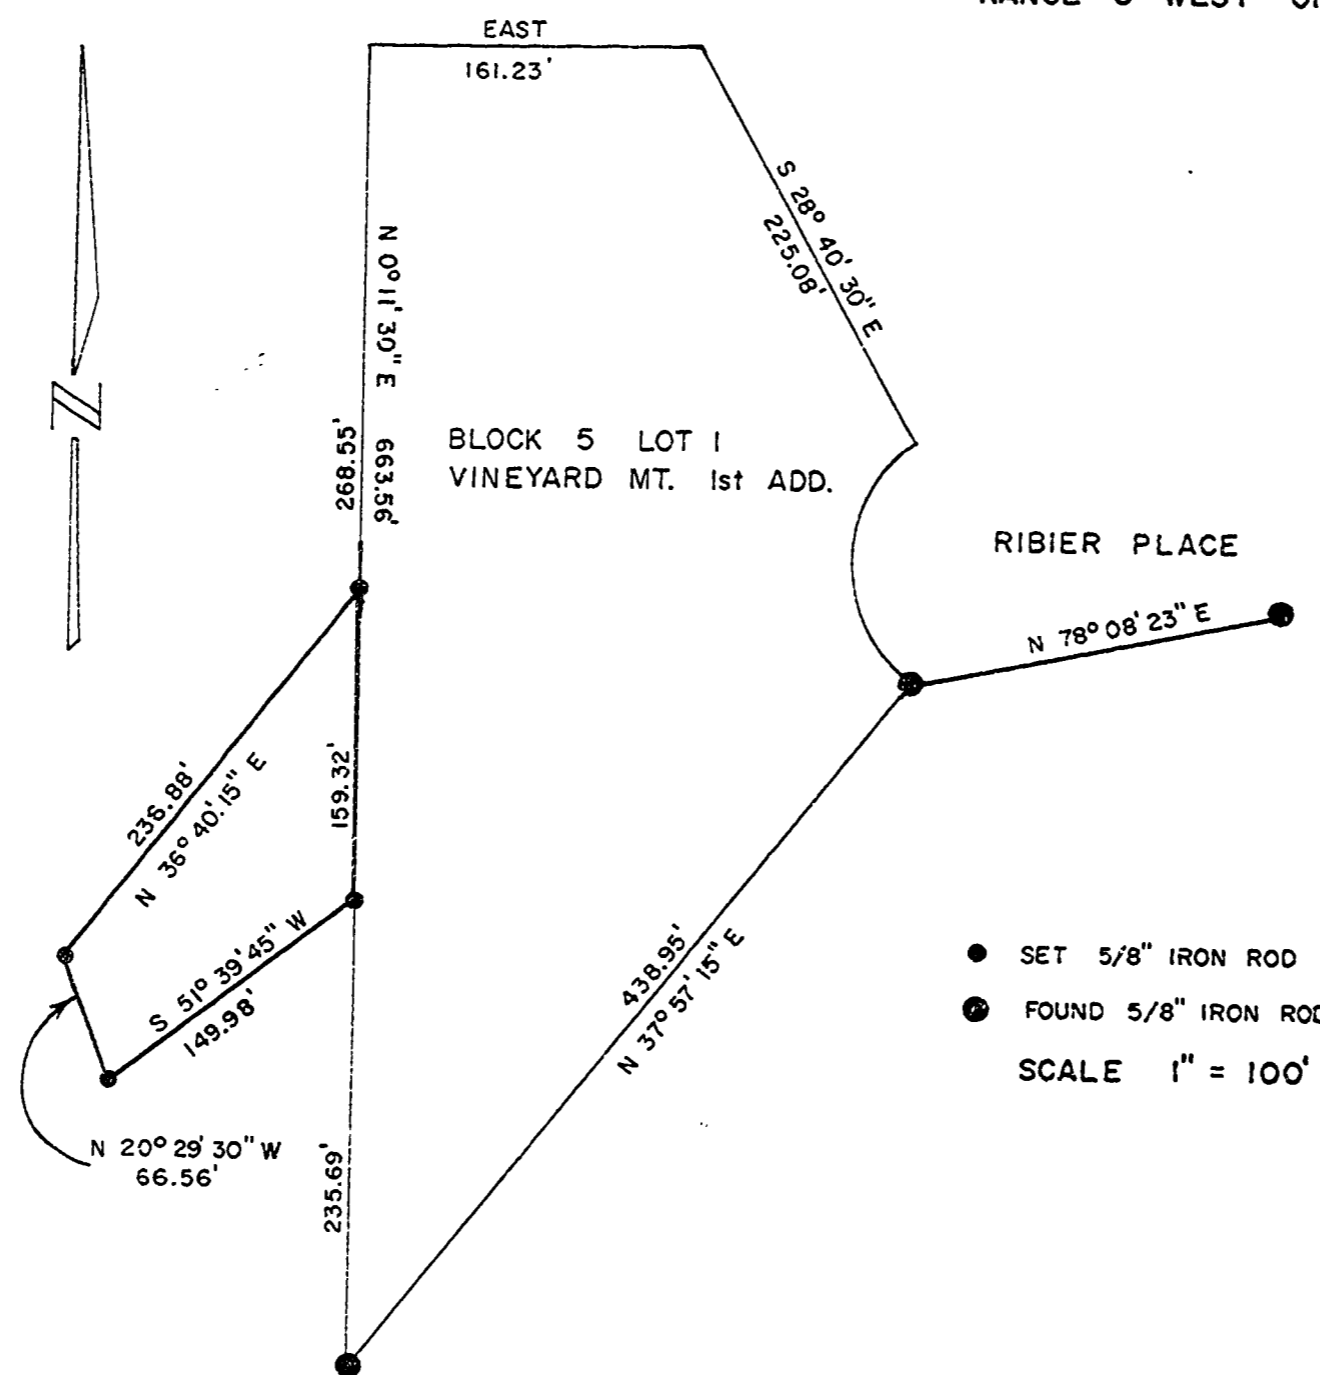 RANGE 6 WEST
EAST
161.23'
S 28° 40' 30" E
225.08'
N 0° 11' 30" E 663.56'
268.55'
N
BLOCK 5 LOT 1
VINEYARD MT. 1st ADD.
RIBIER PLACE
N 78° 08' 23" E
236.88'
N 36° 40' 15" E
159.32'
S 51° 39' 45" W
149.98'
438.95'
N 37° 57' 15" E
SET 5/8" IRON ROD
FOUND 5/8" IRON ROD
SCALE 1" = 100'
N 20° 29' 30" W
66.56'
235.69'